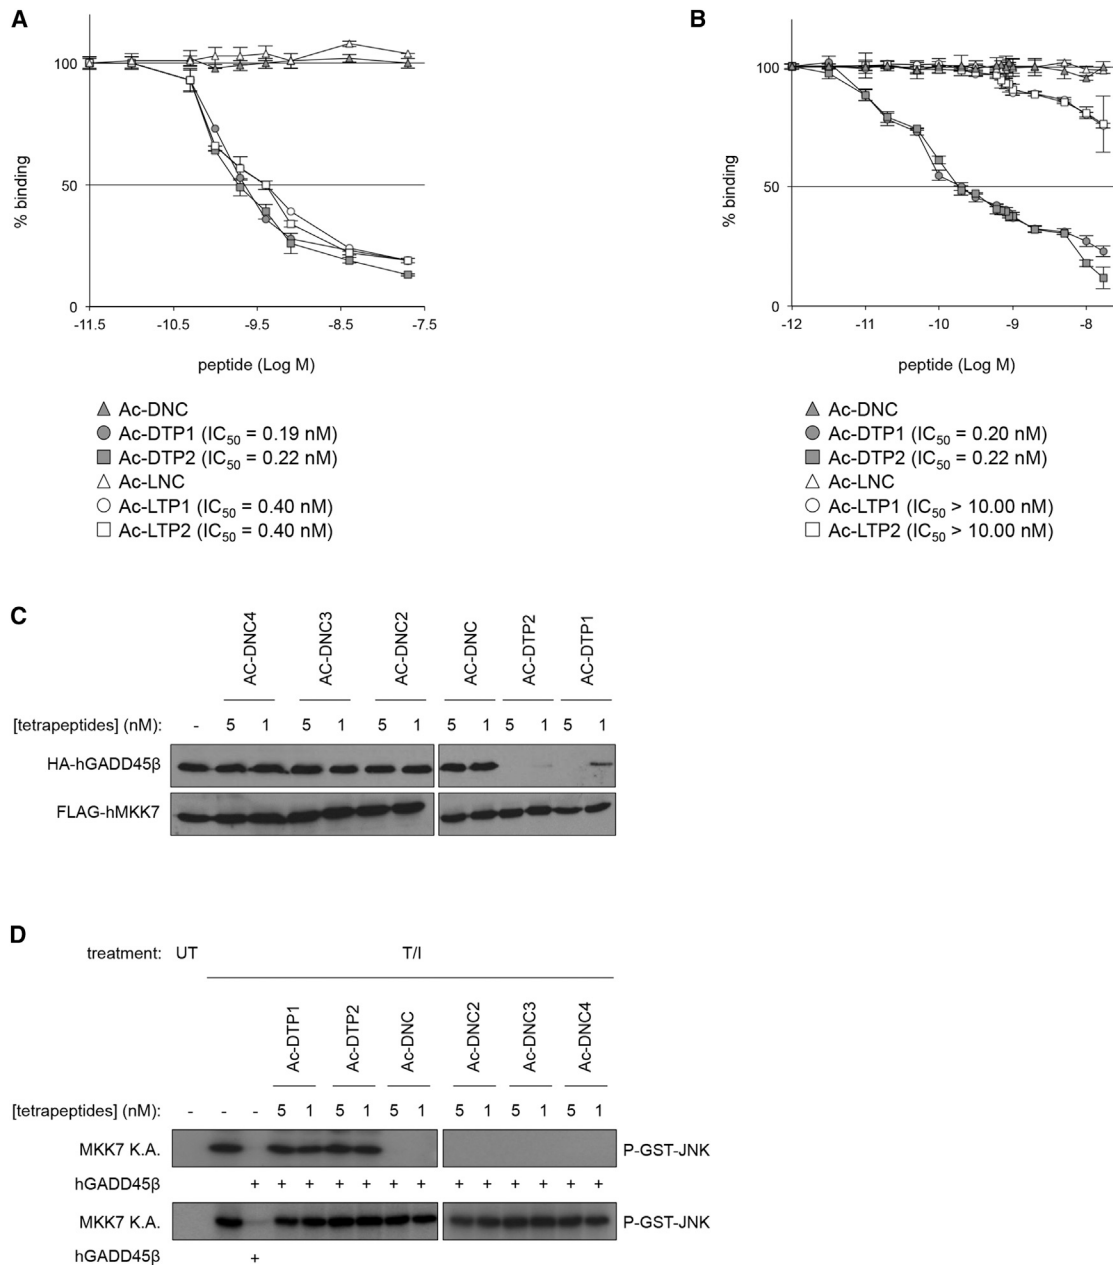 A
% binding
100
50
0
-11.5 -10.5 -9.5 -8.5 -7.5
peptide (Log M)
Ac-DNC
Ac-DTP1 (IC50 = 0.19 nM)
Ac-DTP2 (IC50 = 0.22 nM)
Ac-LNC
Ac-LTP1 (IC50 = 0.40 nM)
Ac-LTP2 (IC50 = 0.40 nM)
B
% binding
100
50
0
-12 -11 -10 -9 -8
peptide (Log M)
Ac-DNC
Ac-DTP1 (IC50 = 0.20 nM)
Ac-DTP2 (IC50 = 0.22 nM)
Ac-LNC
Ac-LTP1 (IC50 > 10.00 nM)
Ac-LTP2 (IC50 > 10.00 nM)
C
AC-DNC4 AC-DNC3 AC-DNC2 AC-DNC AC-DTP2 AC-DTP1
[tetrapeptides] (nM): - 5 1 5 1 5 1 5 1 5 1 5 1
HA-hGADD45β
FLAG-hMKK7
D
treatment: UT T/I
Ac-DTP1 Ac-DTP2 Ac-DNC Ac-DNC2 Ac-DNC3 Ac-DNC4
[tetrapeptides] (nM): - - - 5 1 5 1 5 1 5 1 5 1 5 1
MKK7 K.A. P-GST-JNK
hGADD45β + + + + + + + + + + + + +
MKK7 K.A. P-GST-JNK
hGADD45β +